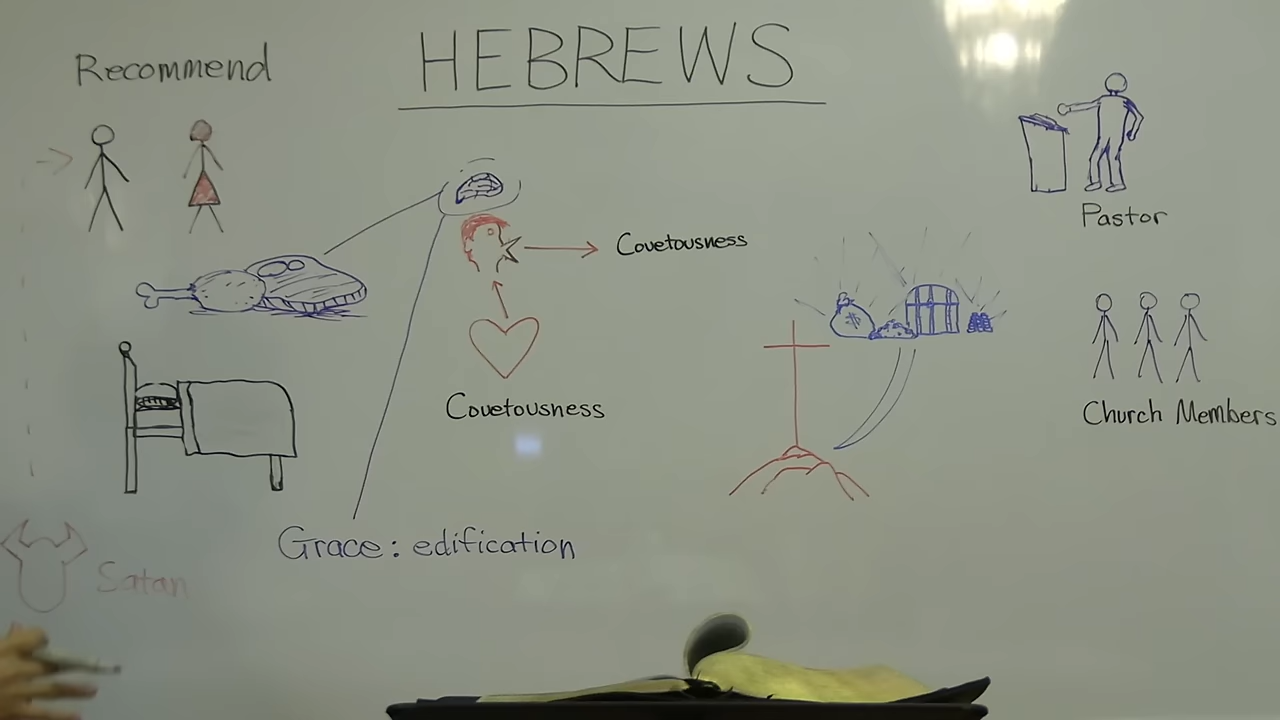 HEBREWS
Recommend
Pastor
Covetousness
Covetousness
Church Members
Grace: edification
Satan